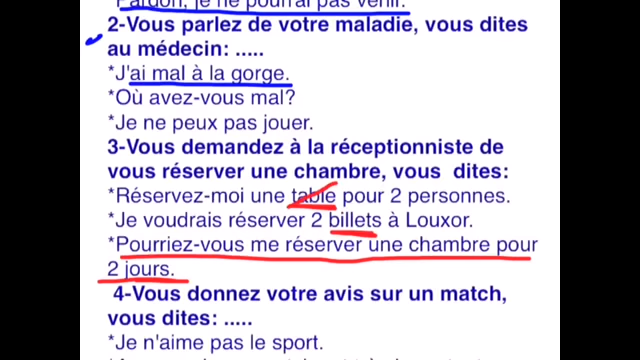 *Pardon, je ne pourrai pas venir.
2-Vous parlez de votre maladie, vous dites
au médecin: .....
*J'ai mal à la gorge.
*Où avez-vous mal?
*Je ne peux pas jouer.
3-Vous demandez à la réceptionniste de
vous réserver une chambre, vous dites:
*Réservez-moi une table pour 2 personnes.
*Je voudrais réserver 2 billets à Louxor.
*Pourriez-vous me réserver une chambre pour
2 jours.
4-Vous donnez votre avis sur un match,
vous dites: .....
*Je n'aime pas le sport.